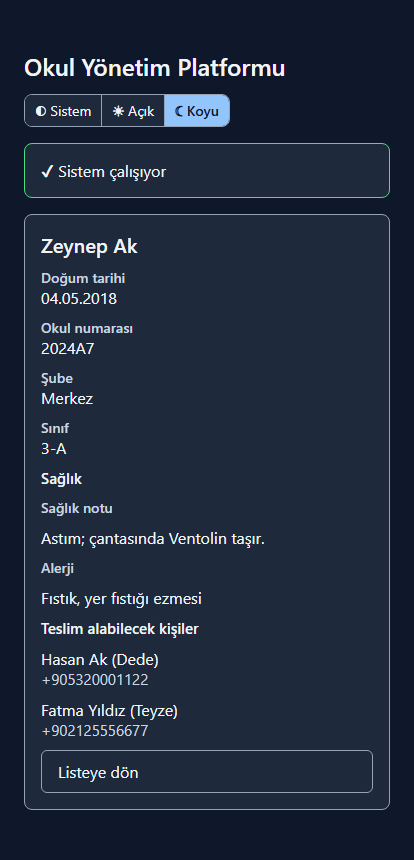 Okul Yönetim Platformu
◐ Sistem ☀ Açık ☾ Koyu
✓ Sistem çalışıyor
Zeynep Ak
Doğum tarihi
04.05.2018
Okul numarası
2024A7
Şube
Merkez
Sınıf
3-A
Sağlık
Sağlık notu
Astım; çantasında Ventolin taşır.
Alerji
Fıstık, yer fıstığı ezmesi
Teslim alabilecek kişiler
Hasan Ak (Dede)
+905320001122
Fatma Yıldız (Teyze)
+902125556677
Listeye dön